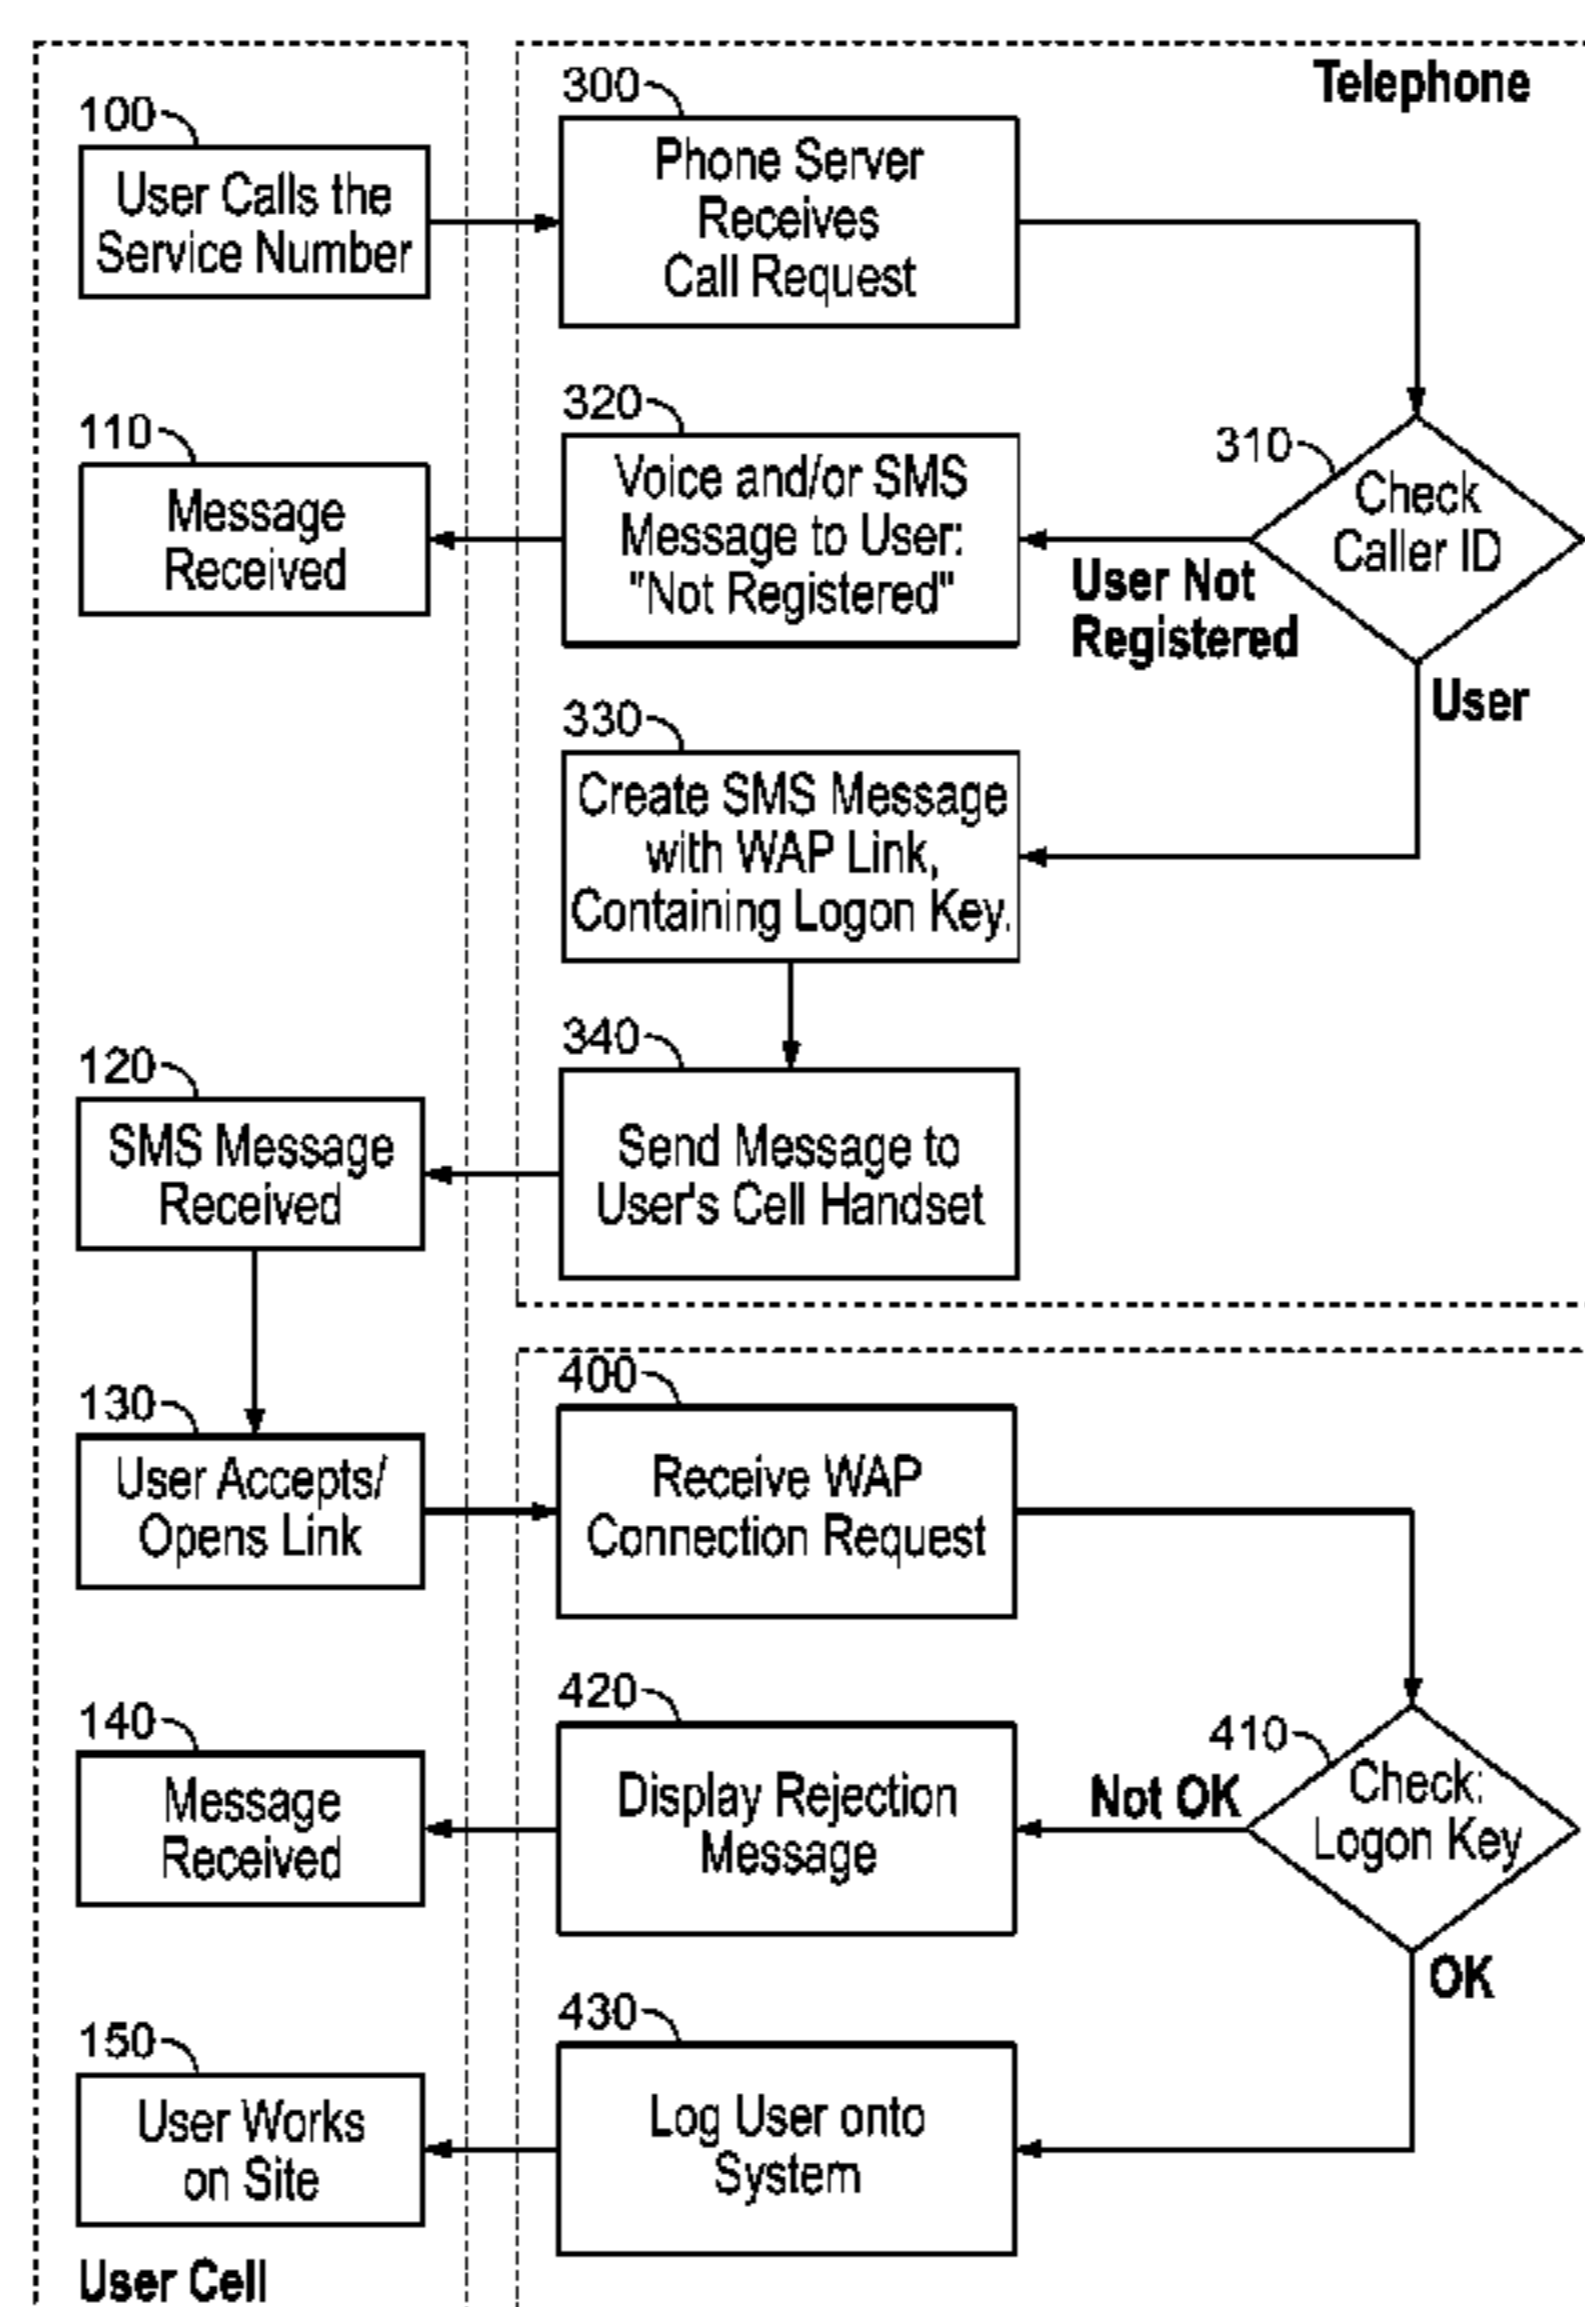 Telephone
100
User Calls the
Service Number
300
Phone Server
Receives
Call Request
310
Check
Caller ID
User Not
Registered
User
320
Voice and/or SMS
Message to User:
"Not Registered"
110
Message
Received
330
Create SMS Message
with WAP Link,
Containing Logon Key.
340
Send Message to
User's Cell Handset
120
SMS Message
Received
130
User Accepts/
Opens Link
400
Receive WAP
Connection Request
410
Check:
Logon Key
Not OK
OK
420
Display Rejection
Message
140
Message
Received
430
Log User onto
System
150
User Works
on Site
User Cell